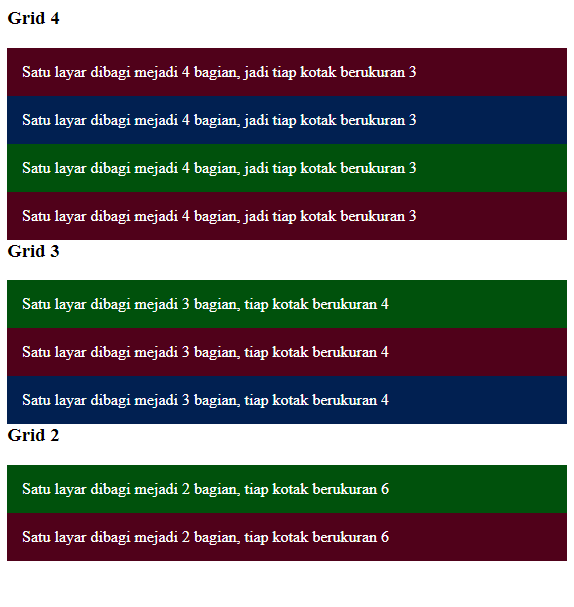 Grid 4
Satu layar dibagi mejadi 4 bagian, jadi tiap kotak berukuran 3
Satu layar dibagi mejadi 4 bagian, jadi tiap kotak berukuran 3
Satu layar dibagi mejadi 4 bagian, jadi tiap kotak berukuran 3
Satu layar dibagi mejadi 4 bagian, jadi tiap kotak berukuran 3
Grid 3
Satu layar dibagi mejadi 3 bagian, tiap kotak berukuran 4
Satu layar dibagi mejadi 3 bagian, tiap kotak berukuran 4
Satu layar dibagi mejadi 3 bagian, tiap kotak berukuran 4
Grid 2
Satu layar dibagi mejadi 2 bagian, tiap kotak berukuran 6
Satu layar dibagi mejadi 2 bagian, tiap kotak berukuran 6